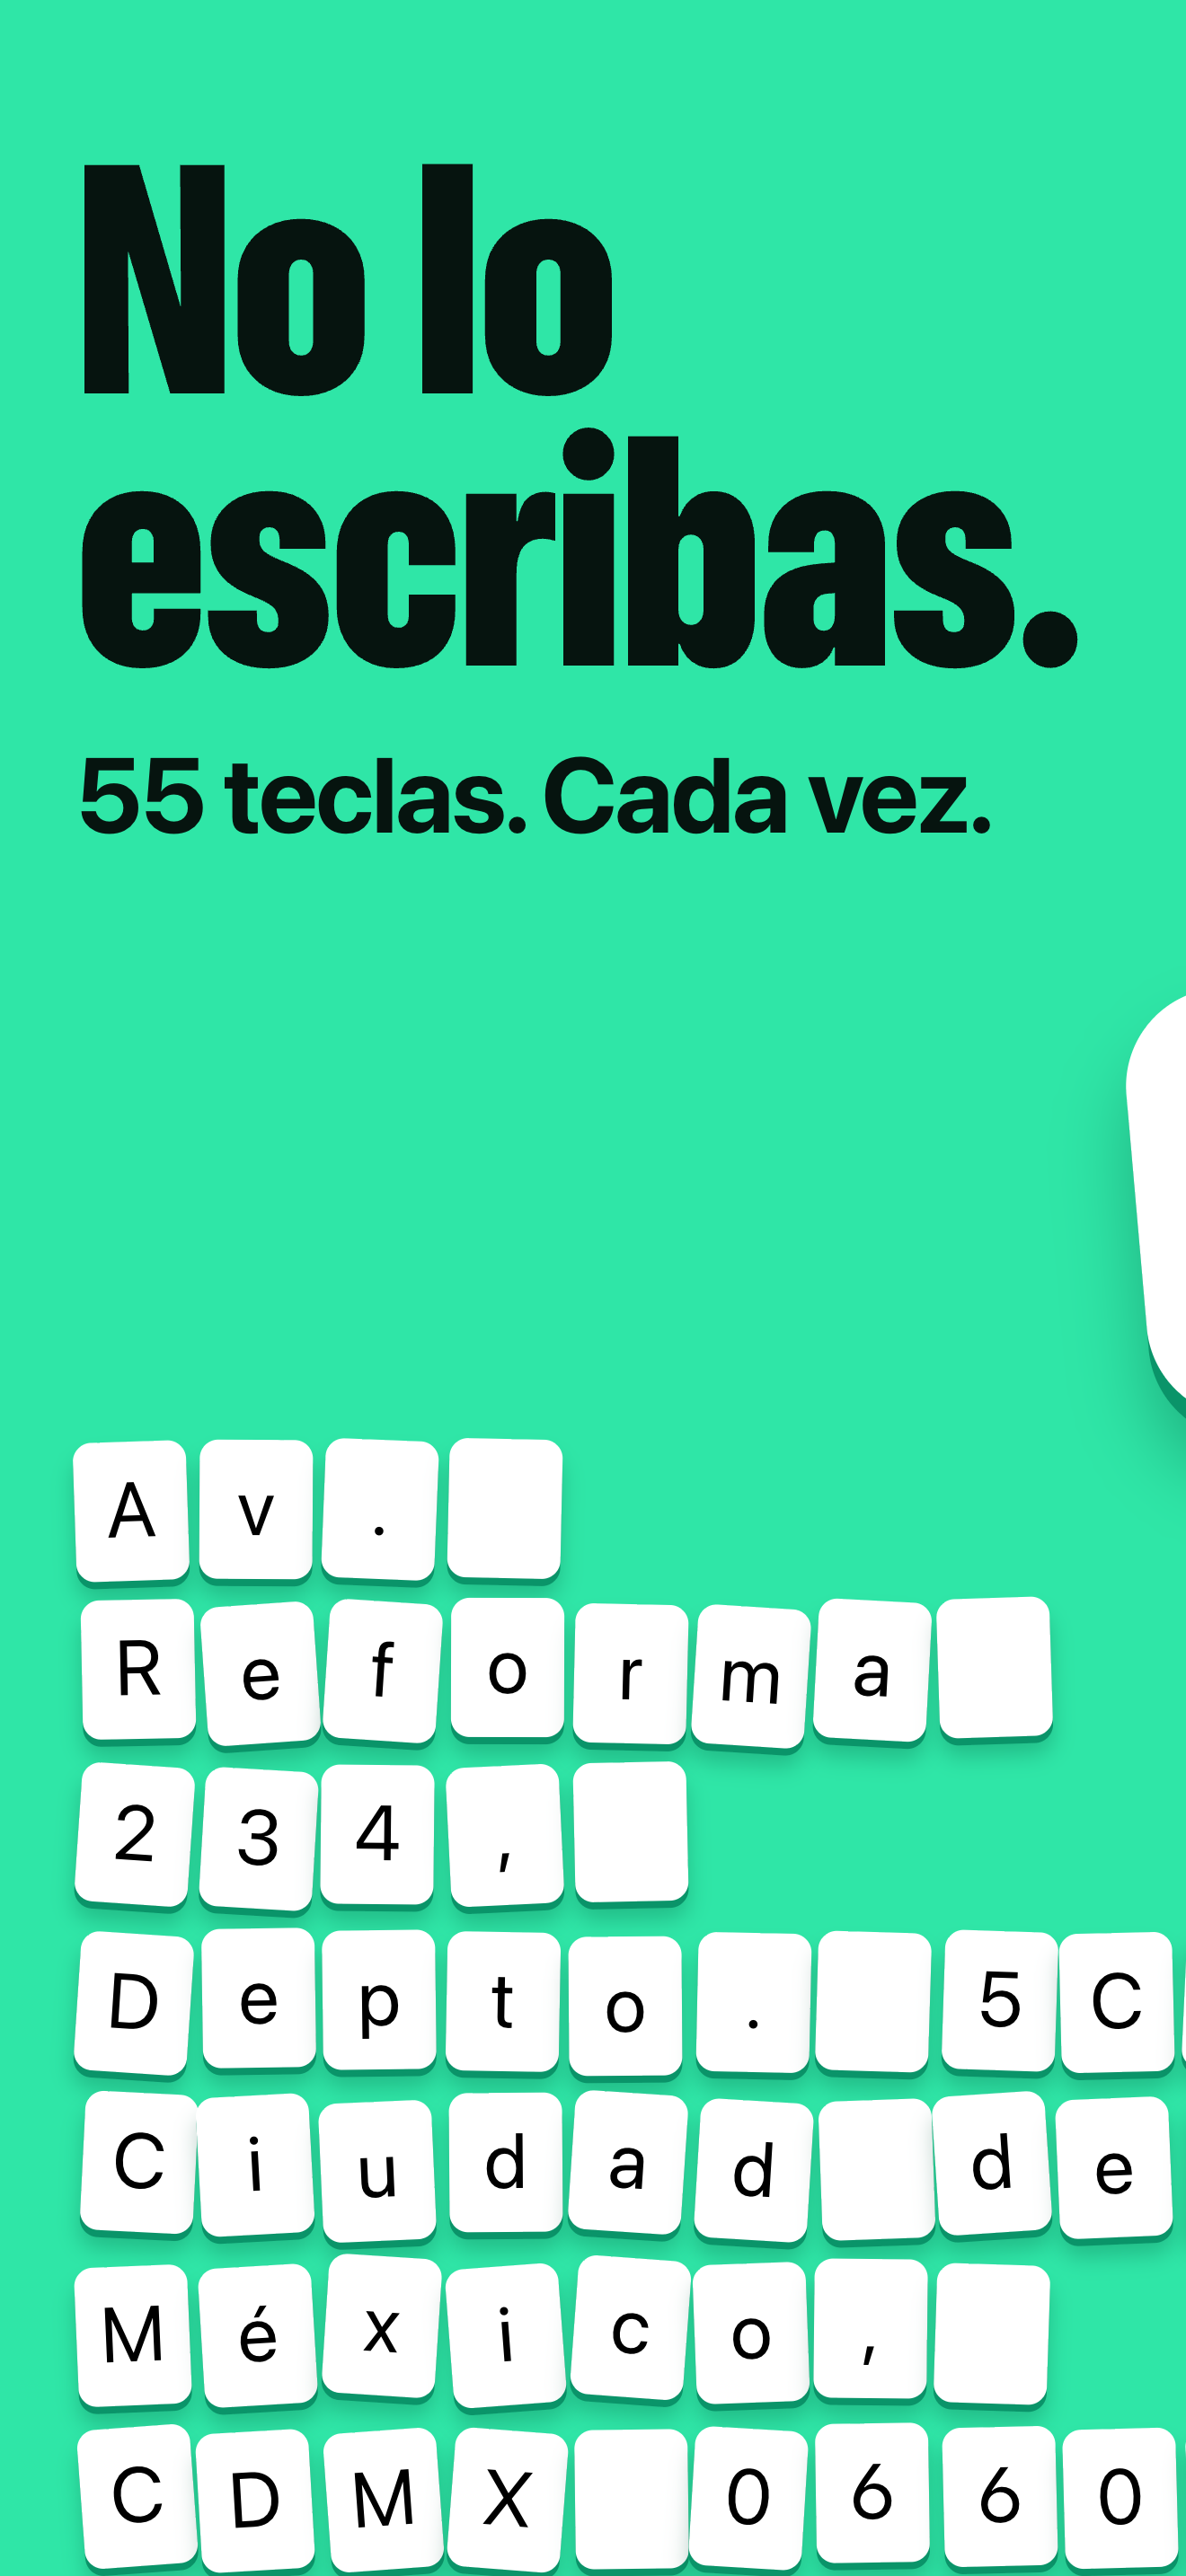 No lo
escribas.
55 teclas. Cada vez.
Av.
Reforma
234,
Depto. 5C
Ciudad de
México,
CDMX 0660